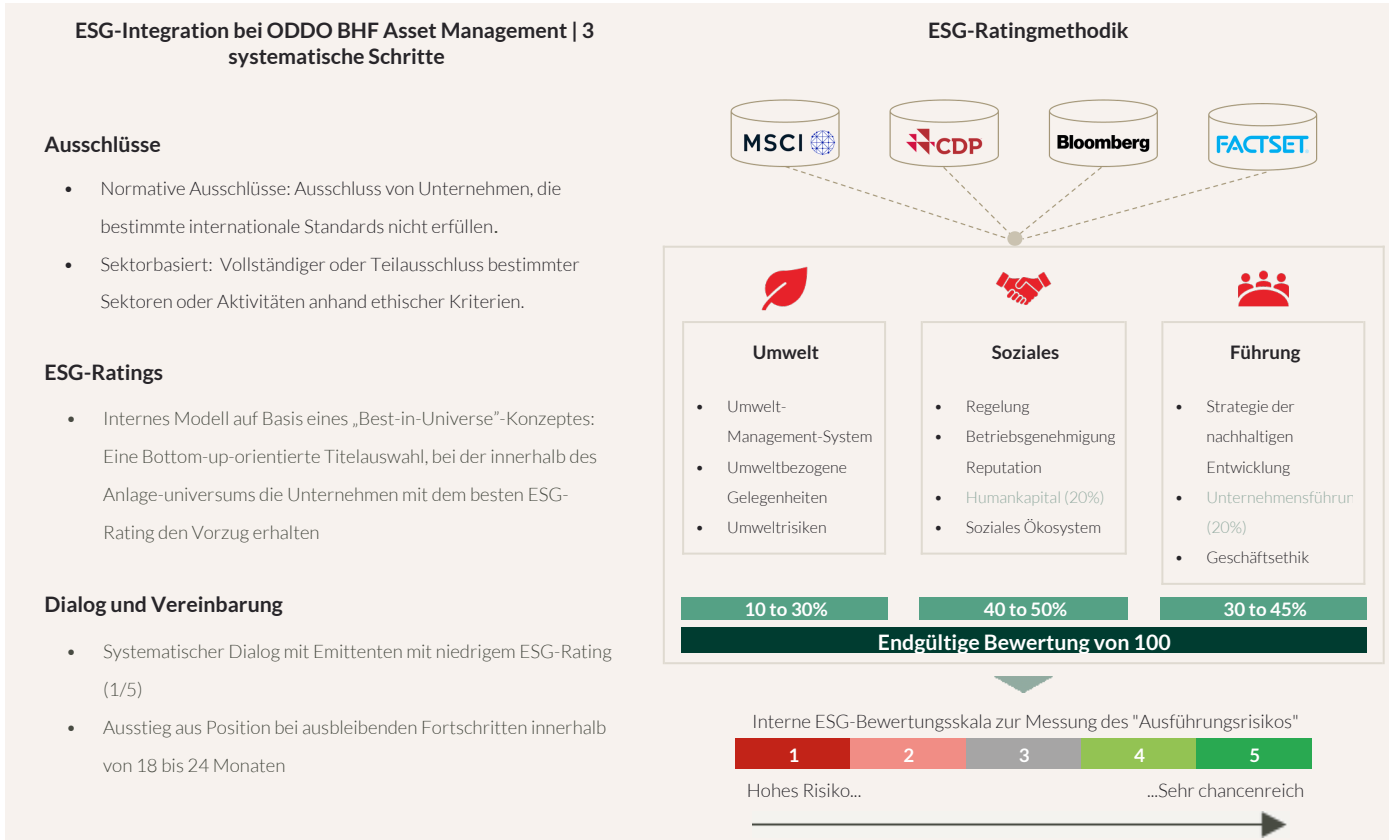 ESG-Integration bei ODDO BHF Asset Management | 3
systematische Schritte
Ausschlüsse
• Normative Ausschlüsse: Ausschluss von Unternehmen, die
bestimmte internationale Standards nicht erfüllen.
• Sektorbasiert: Vollständiger oder Teilausschluss bestimmter
Sektoren oder Aktivitäten anhand ethischer Kriterien.
ESG-Ratings
• Internes Modell auf Basis eines „Best-in-Universe”-Konzeptes:
Eine Bottom-up-orientierte Titelauswahl, bei der innerhalb des
Anlage-universums die Unternehmen mit dem besten ESG-
Rating den Vorzug erhalten
Dialog und Vereinbarung
• Systematischer Dialog mit Emittenten mit niedrigem ESG-Rating
(1/5)
• Ausstieg aus Position bei ausbleibenden Fortschritten innerhalb
von 18 bis 24 Monaten
ESG-Ratingmethodik
MSCI
CDP
Bloomberg
FACTSET
Umwelt
• Umwelt-
Management-System
• Umweltbezogene
Gelegenheiten
• Umweltrisiken
10 to 30%
Soziales
• Regelung
• Betriebsgenehmigung
Reputation
• Humankapital (20%)
• Soziales Ökosystem
40 to 50%
Führung
• Strategie der
nachhaltigen
Entwicklung
• Unternehmensführun
(20%)
• Geschäftsethik
30 to 45%
Endgültige Bewertung von 100
Interne ESG-Bewertungsskala zur Messung des "Ausführungsrisikos"
1 2 3 4 5
Hohes Risiko... ...Sehr chancenreich